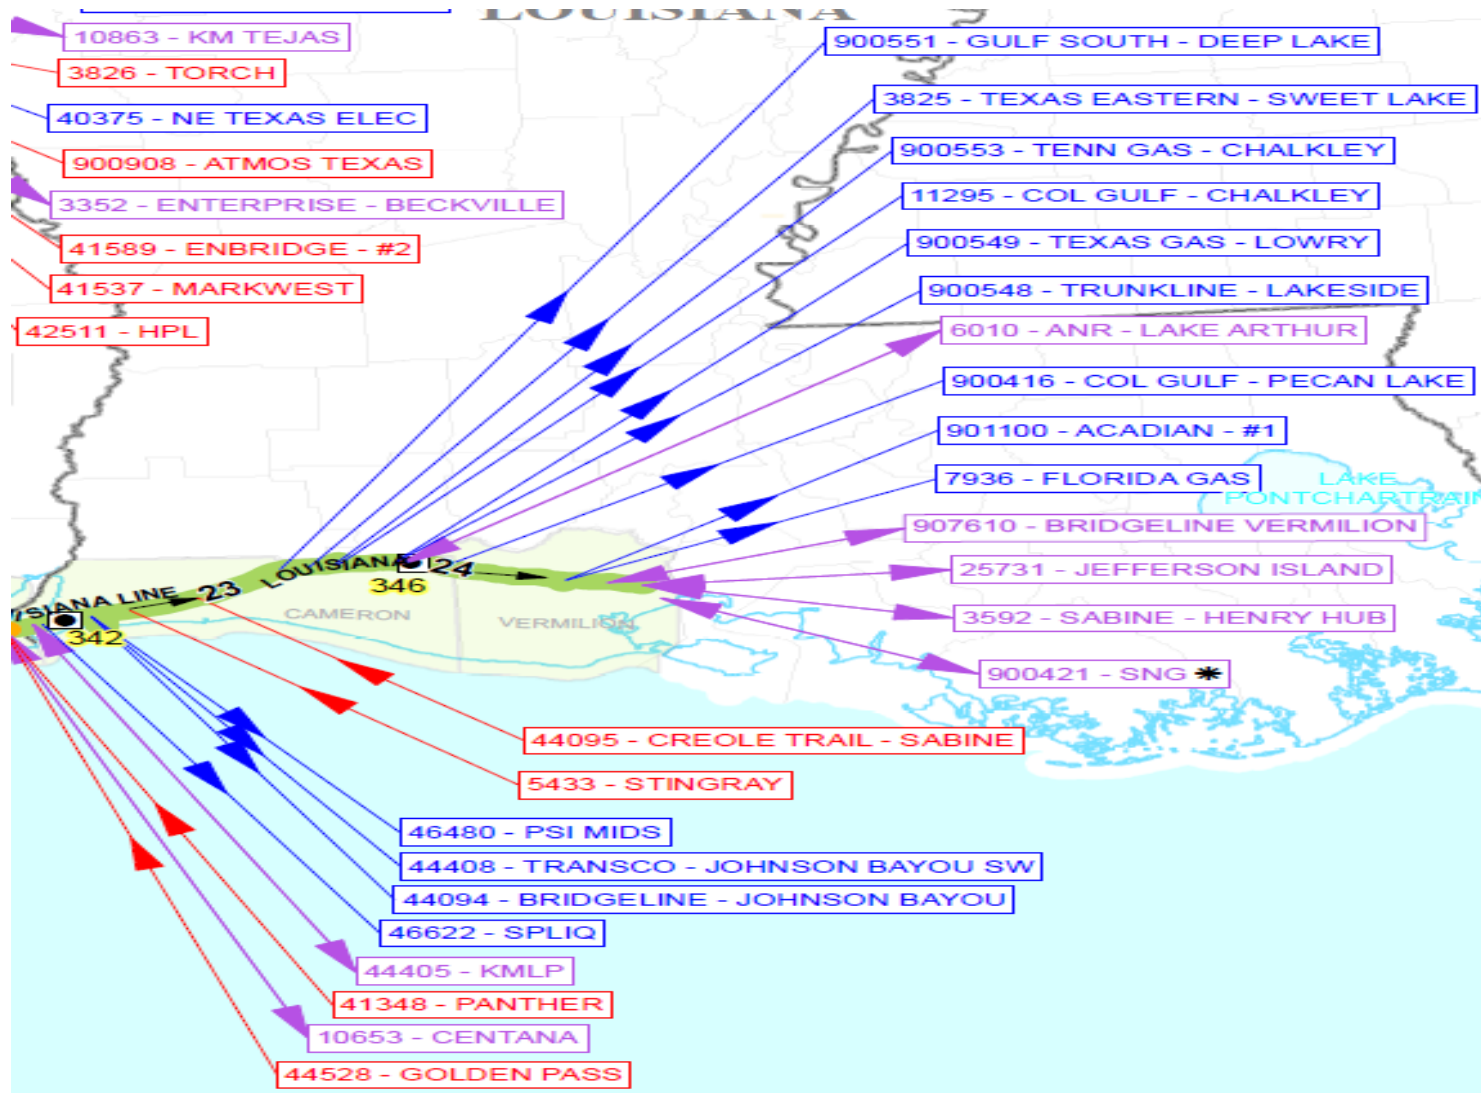 LOUISIANA
10863 - KM TEJAS
3826 - TORCH
40375 - NE TEXAS ELEC
900908 - ATMOS TEXAS
3352 - ENTERPRISE - BECKVILLE
41589 - ENBRIDGE - #2
41537 - MARKWEST
42511 - HPL
900551 - GULF SOUTH - DEEP LAKE
3825 - TEXAS EASTERN - SWEET LAKE
900553 - TENN GAS - CHALKLEY
11295 - COL GULF - CHALKLEY
900549 - TEXAS GAS - LOWRY
900548 - TRUNKLINE - LAKESIDE
6010 - ANR - LAKE ARTHUR
900416 - COL GULF - PECAN LAKE
901100 - ACADIAN - #1
7936 - FLORIDA GAS
LAKE
PONTCHARTRAIN
907610 - BRIDGELINE VERMILION
25731 - JEFFERSON ISLAND
3592 - SABINE - HENRY HUB
900421 - SNG *
SIANA LINE
23
LOUISIANA
24
346
342
CAMERON
VERMILION
44095 - CREOLE TRAIL - SABINE
5433 - STINGRAY
46480 - PSI MIDS
44408 - TRANSCO - JOHNSON BAYOU SW
44094 - BRIDGELINE - JOHNSON BAYOU
46622 - SPLIQ
44405 - KMLP
41348 - PANTHER
10653 - CENTANA
44528 - GOLDEN PASS